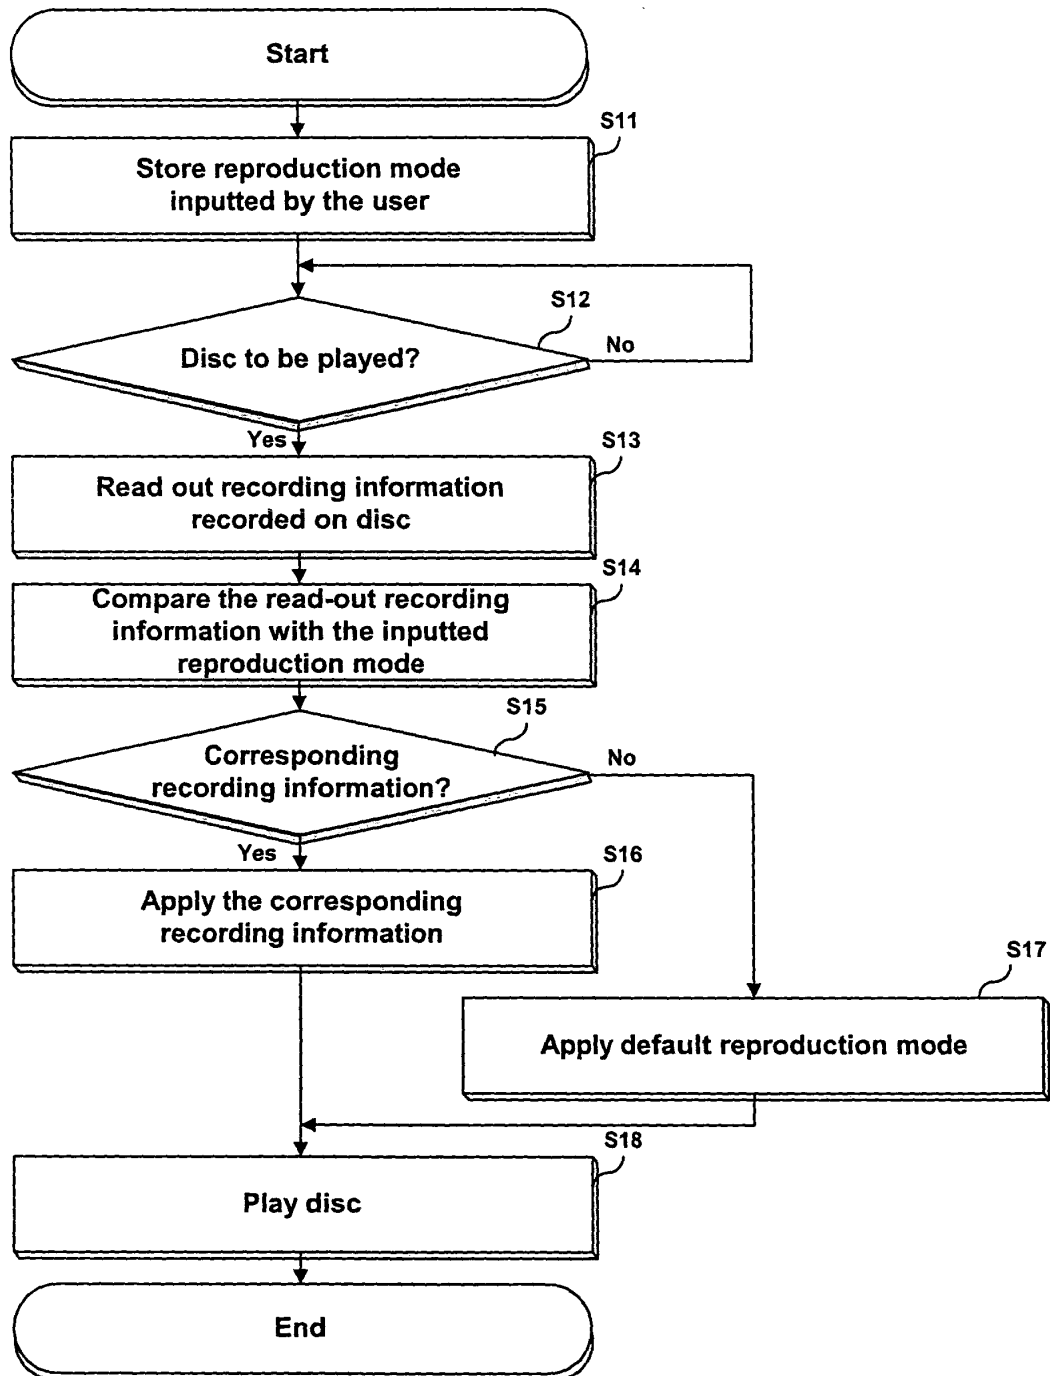 Start
S11
Store reproduction mode
inputted by the user
S12
Disc to be played?
No
Yes
S13
Read out recording information
recorded on disc
S14
Compare the read-out recording
information with the inputted
reproduction mode
S15
Corresponding
recording information?
No
Yes
S16
Apply the corresponding
recording information
S17
Apply default reproduction mode
S18
Play disc
End